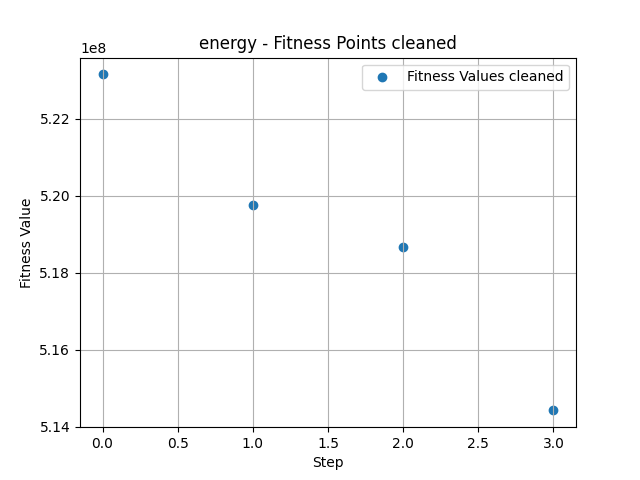 energy - Fitness Points cleaned
1e8
Fitness Values cleaned
5.22
5.20
5.18
5.16
5.14
Fitness Value
0.0 0.5 1.0 1.5 2.0 2.5 3.0
Step